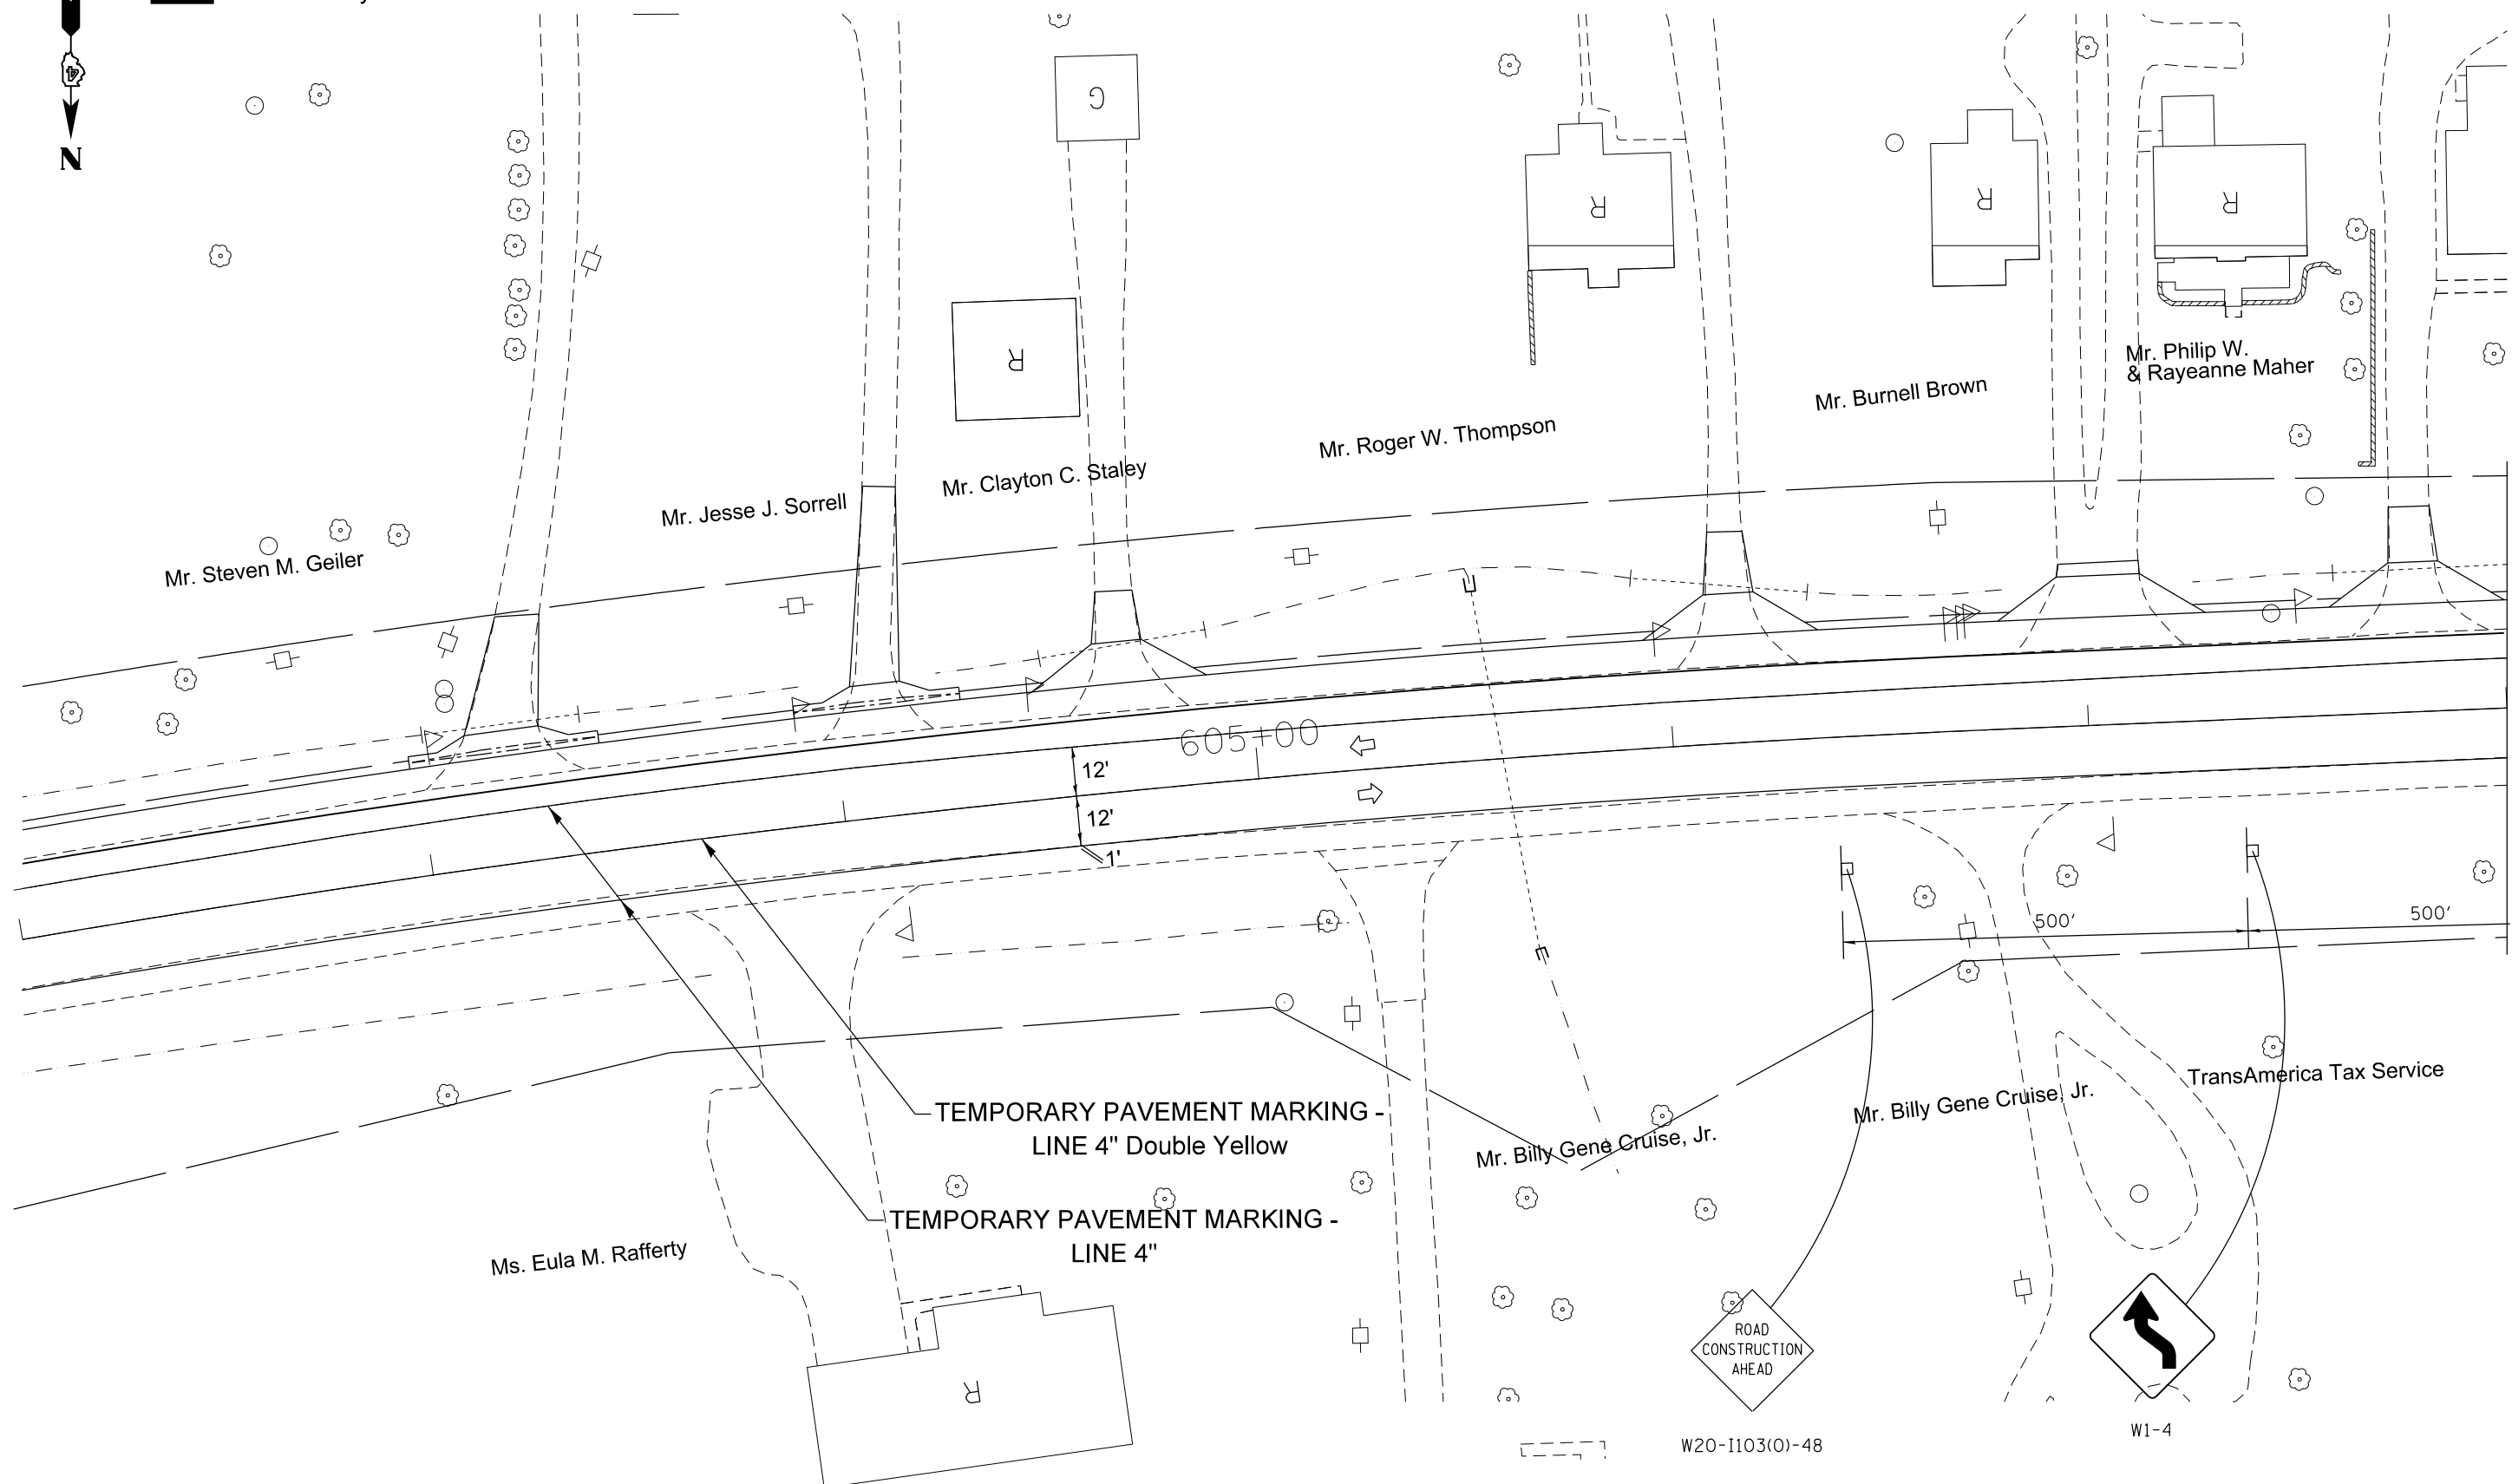 N
G
R
R
R
R
Mr. Philip W.
& Rayeanne Maher
Mr. Burnell Brown
Mr. Roger W. Thompson
Mr. Clayton C. Staley
Mr. Jesse J. Sorrell
Mr. Steven M. Geiler
605+00
12'
12'
1'
500'
500'
TransAmerica Tax Service
Mr. Billy Gene Cruise, Jr.
Mr. Billy Gene Cruise, Jr.
TEMPORARY PAVEMENT MARKING -
LINE 4" Double Yellow
TEMPORARY PAVEMENT MARKING -
LINE 4"
Ms. Eula M. Rafferty
R
ROAD
CONSTRUCTION
AHEAD
W20-I103(O)-48
W1-4